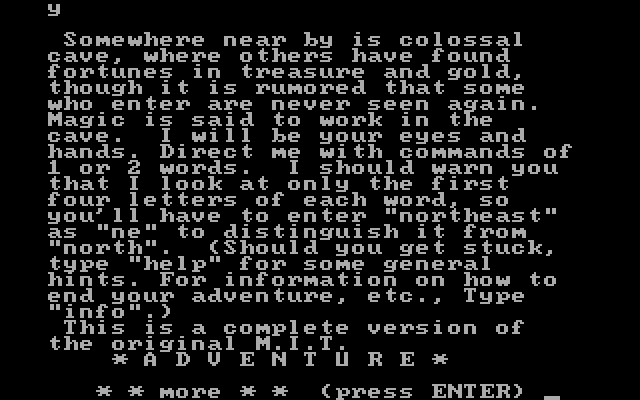 y
Somewhere near by is colossal
cave, where others have found
fortunes in treasure and gold,
though it is rumored that some
who enter are never seen again.
Magic is said to work in the
cave.  I will be your eyes and
hands. Direct me with commands of
1 or 2 words.  I should warn you
that I look at only the first
four letters of each word, so
you'll have to enter "northeast"
as "ne" to distinguish it from
"north".  (Should you get stuck,
type "help" for some general
hints. For information on how to
end your adventure, etc., Type
"info".)
This is a complete version of
the original M.I.T.
* A D V E N T U R E *
* * more * *  (press ENTER) _